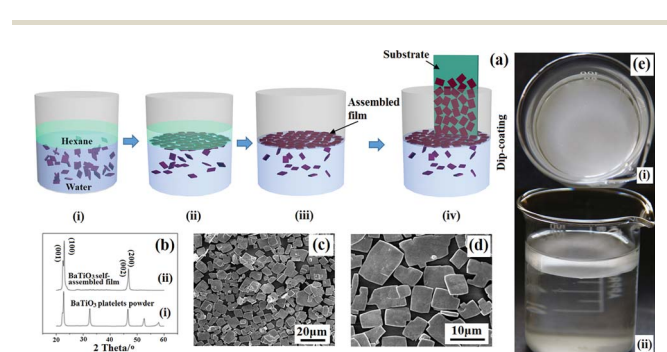 Substrate
(a)
(e)
Assembled
film
Hexane
Water
Dip-coating
(i)
(ii)
(iii)
(iv)
(i)
(b)
(001)
(100)
(002)
(200)
BaTiO3 self-
assembled film
(ii)
BaTiO3 platelets powder
(i)
10 20 30 40 50 60
2 Theta/o
(c)
20μm
(d)
10μm
(ii)